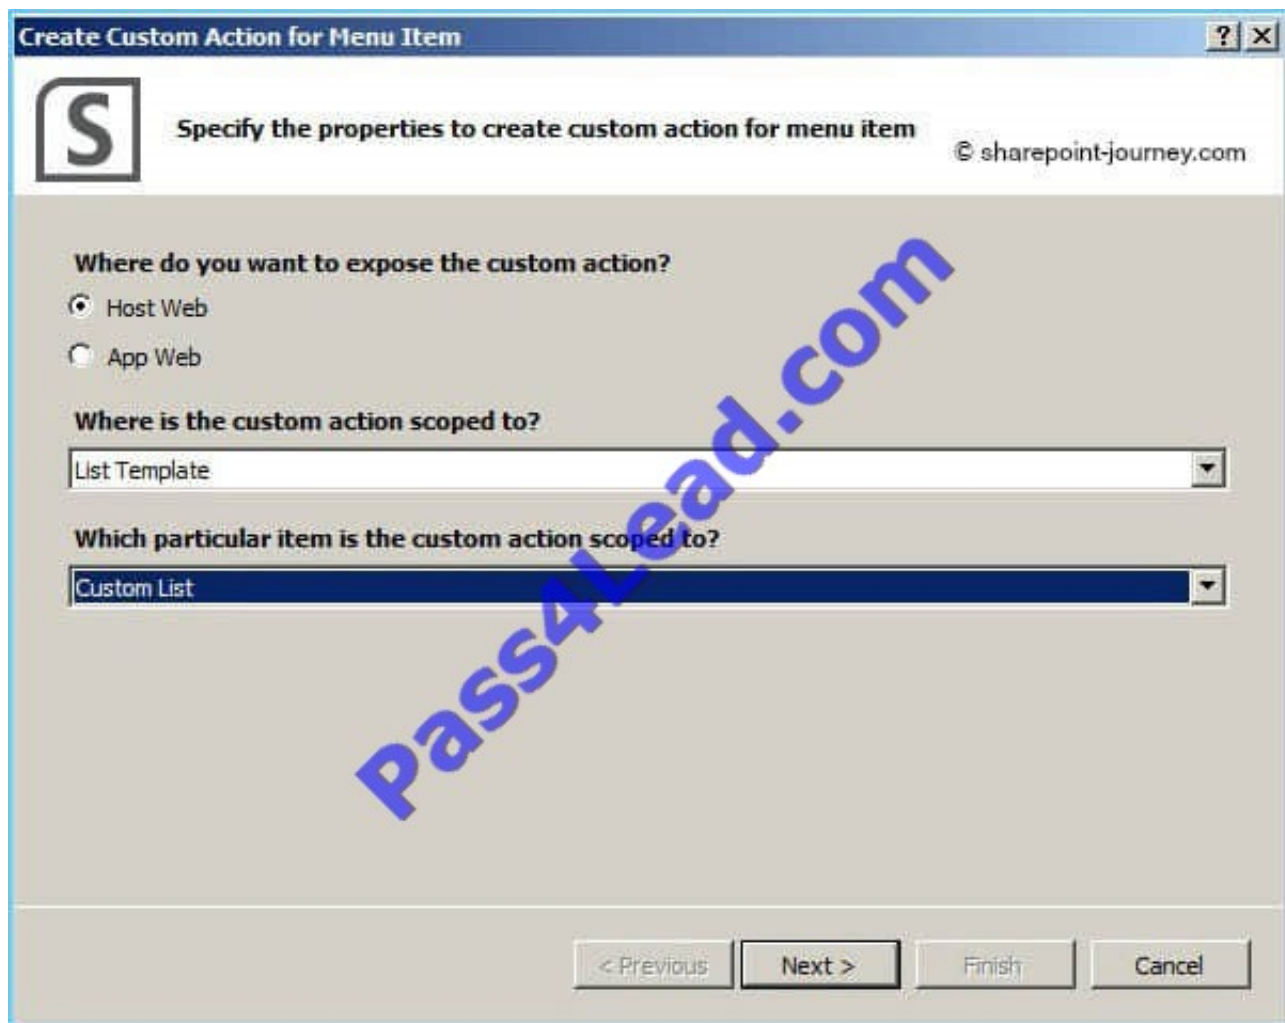 Create Custom Action for Menu Item
S
Specify the properties to create custom action for menu item
© sharepoint-journey.com
Where do you want to expose the custom action?
Host Web
App Web
Where is the custom action scoped to?
List Template
Which particular item is the custom action scoped to?
Custom List
Pass4Lead.com
< Previous
Next >
Finish
Cancel